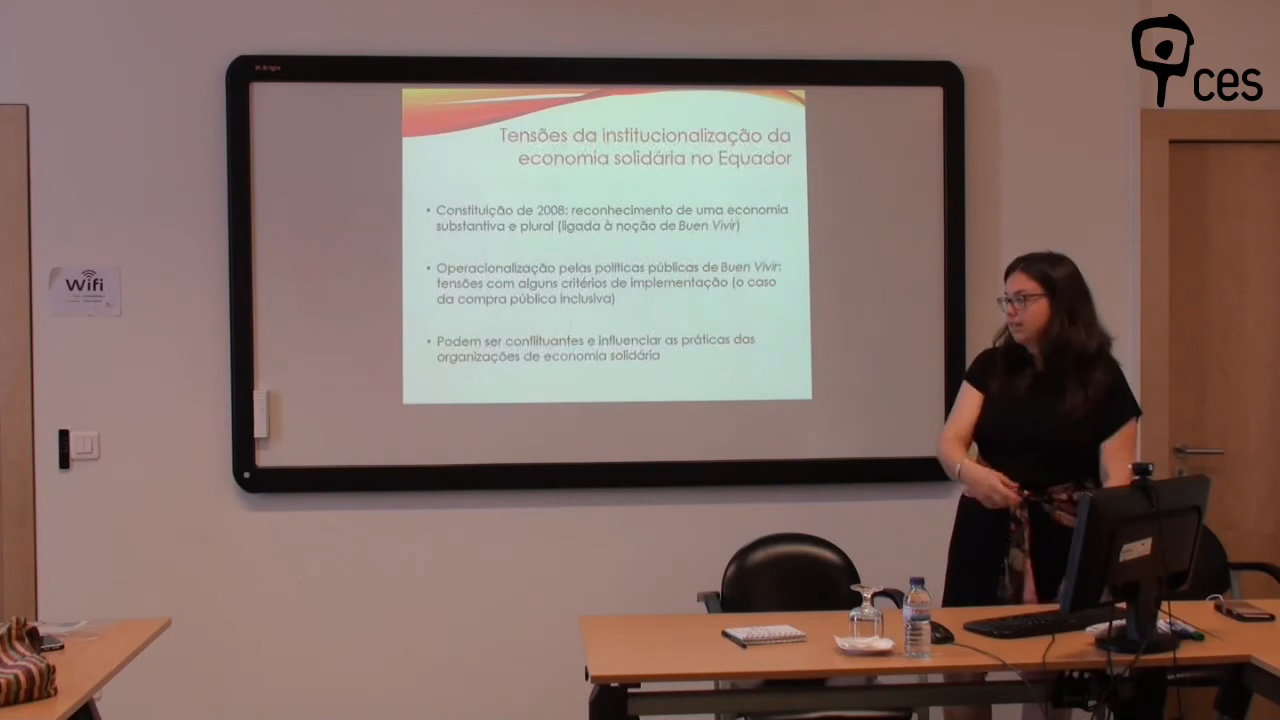 ces
Bi-Bright
Tensões da institucionalização da
economia solidária no Equador
• Constituição de 2008: reconhecimento de uma economia
substantiva e plural (ligada à noção de Buen Vivir)
• Operacionalização pelas políticas públicas de Buen Vivir:
tensões com alguns critérios de implementação (o caso
da compra pública inclusiva)
• Podem ser conflituantes e influenciar as práticas das
organizações de economia solidária
Wifi